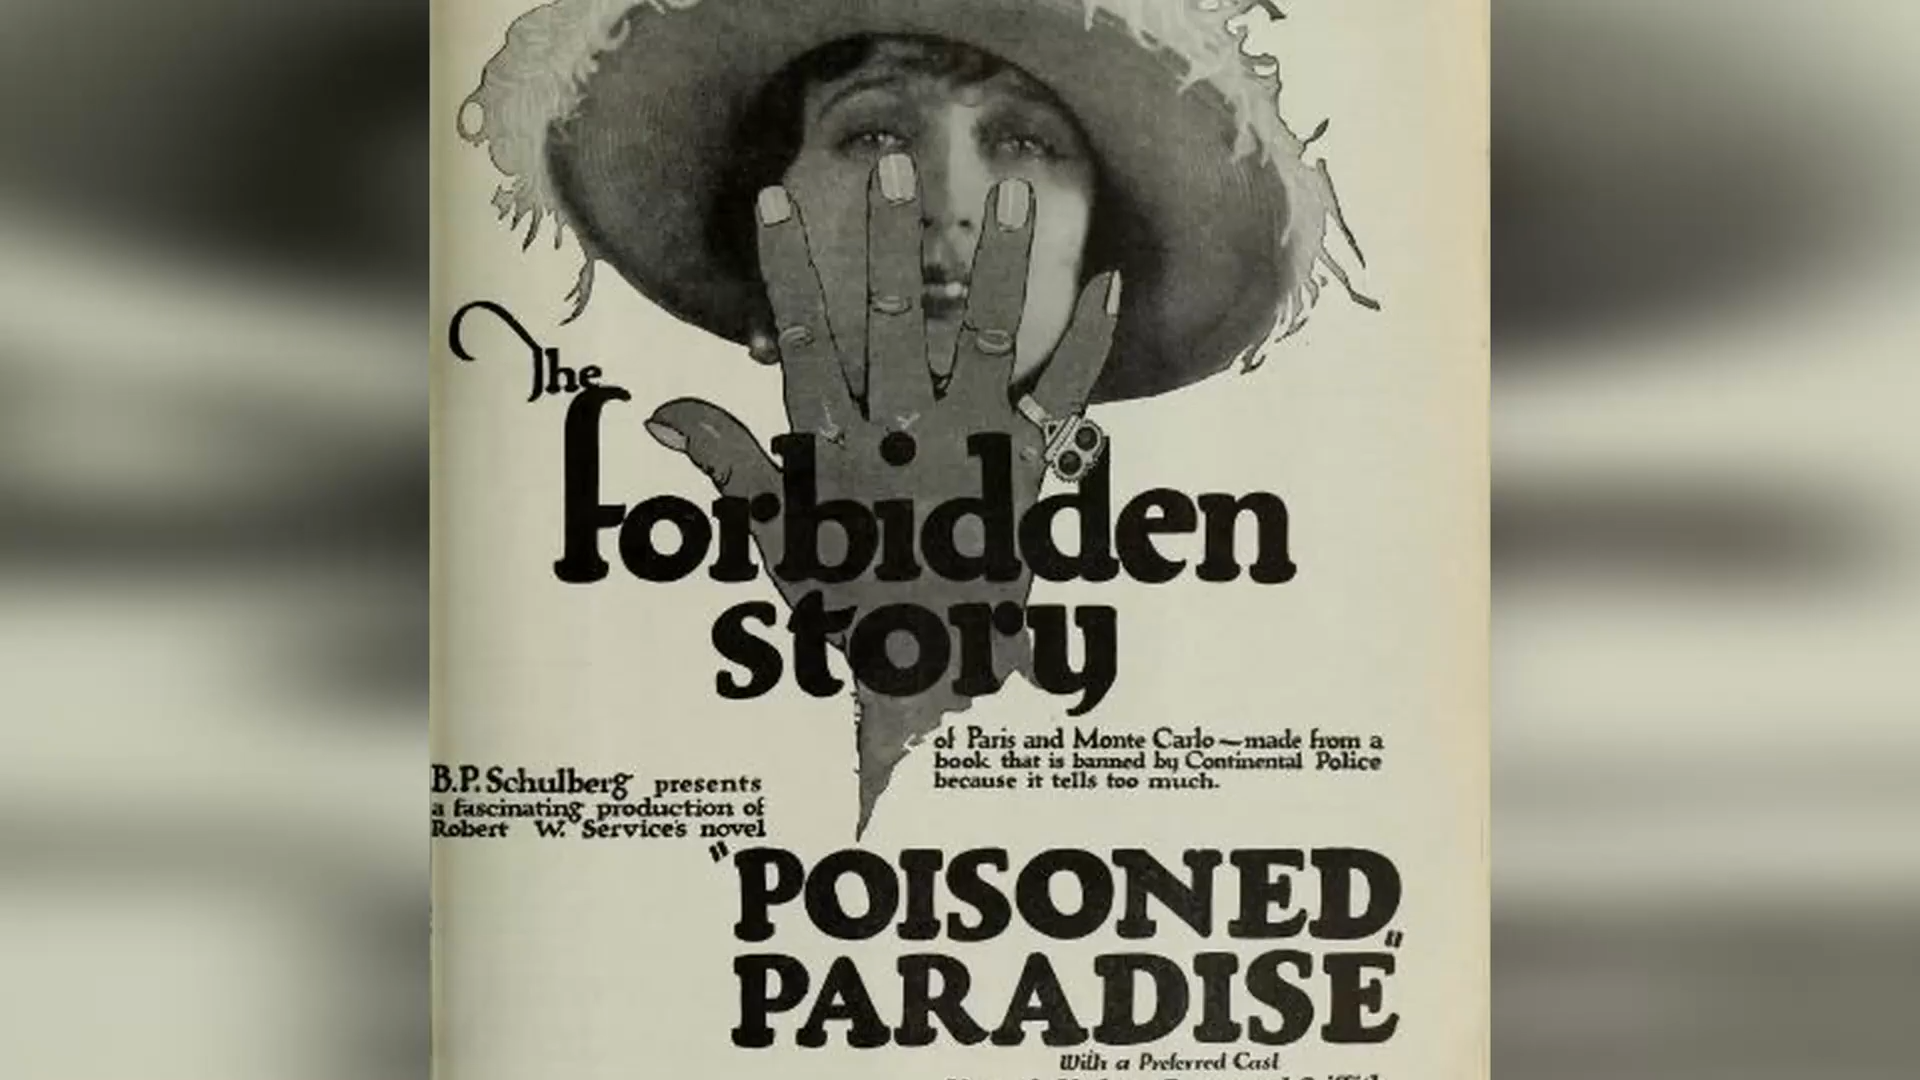 The
forbidden
story
of Paris and Monte Carlo—made from a
book that is banned by Continental Police
because it tells too much.
B.P. Schulberg presents
a fascinating production of
Robert W. Service's novel
"POISONED
PARADISE"
With a Preferred Cast